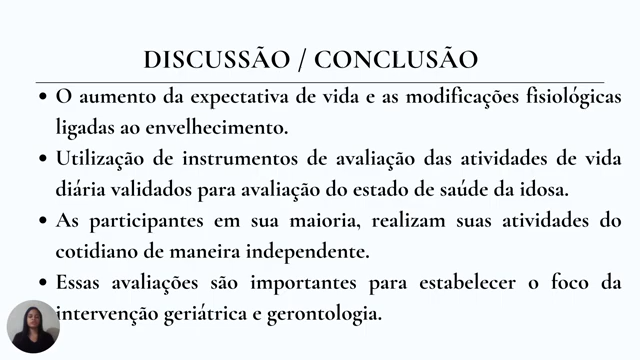 DISCUSSÃO / CONCLUSÃO
• O aumento da expectativa de vida e as modificações fisiológicas
ligadas ao envelhecimento.
• Utilização de instrumentos de avaliação das atividades de vida
diária validados para avaliação do estado de saúde da idosa.
• As participantes em sua maioria, realizam suas atividades do
cotidiano de maneira independente.
• Essas avaliações são importantes para estabelecer o foco da
intervenção geriátrica e gerontologia.